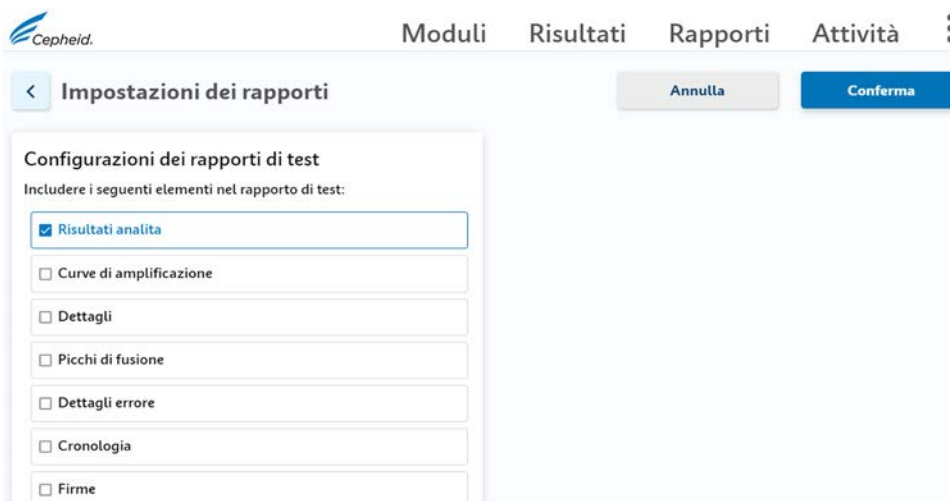 Cepheid.
Moduli Risultati Rapporti Attività
Impostazioni dei rapporti
Annulla
Conferma
Configurazioni dei rapporti di test
Includere i seguenti elementi nel rapporto di test:
Risultati analita
Curve di amplificazione
Dettagli
Picchi di fusione
Dettagli errore
Cronologia
Firme